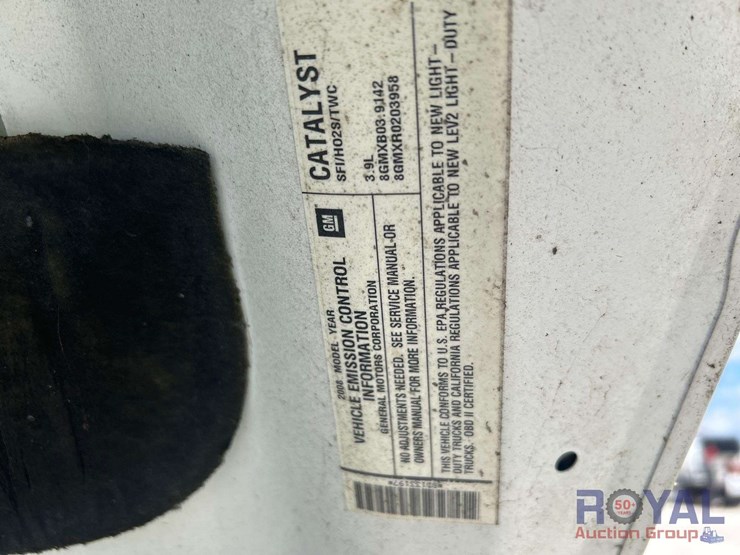 2008 MODEL YEAR
VEHICLE EMISSION CONTROL
INFORMATION
GENERAL MOTORS CORPORATION
GM
CATALYST
SFI/HO2S/TWC
3.9L
8GMXB03.9142
8GMXR0203958
NO ADJUSTMENTS NEEDED. SEE SERVICE MANUAL OR
OWNERS MANUAL FOR MORE INFORMATION.
THIS VEHICLE CONFORMS TO U.S. EPA REGULATIONS APPLICABLE TO NEW LIGHT-
DUTY TRUCKS AND CALIFORNIA REGULATIONS APPLICABLE TO NEW LEV2 LIGHT-DUTY
TRUCKS. OBD II CERTIFIED.
ROYAL
50+
YEARS
Auction Group